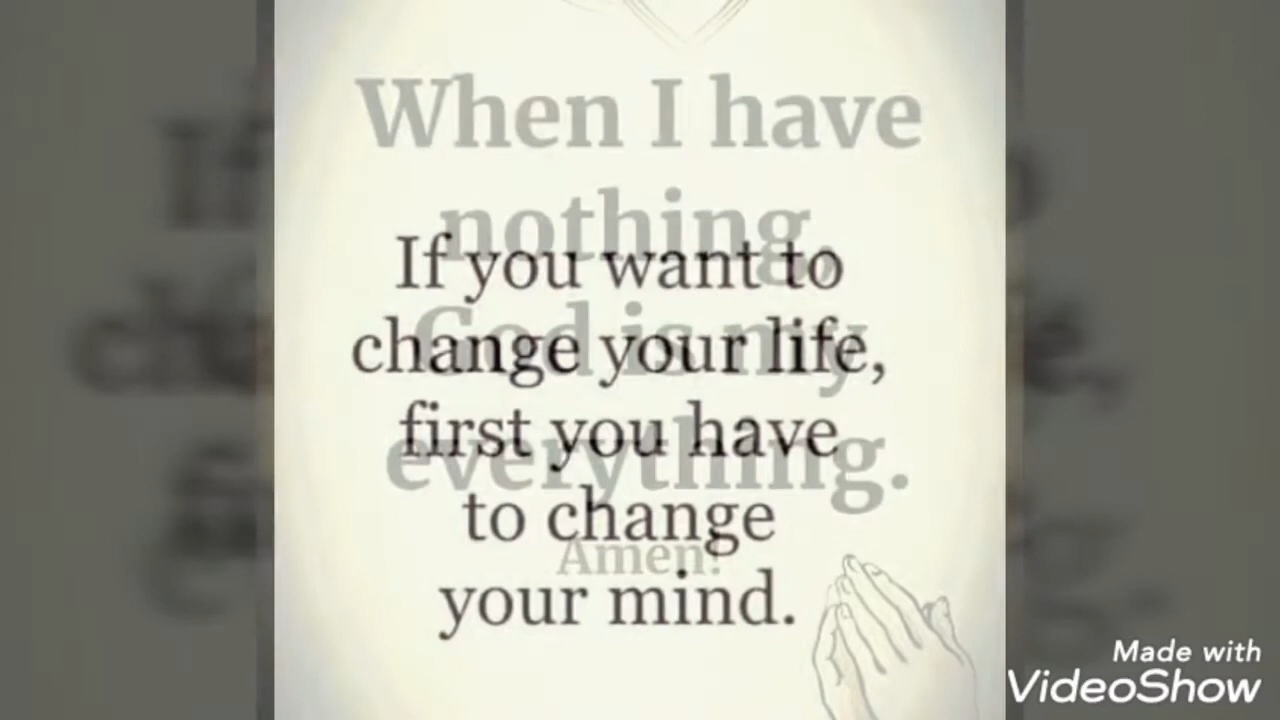 When I have
nothing,
God is my
everything.
Amen!
If you want to
change your life,
first you have
to change
your mind.
Made with
VideoShow